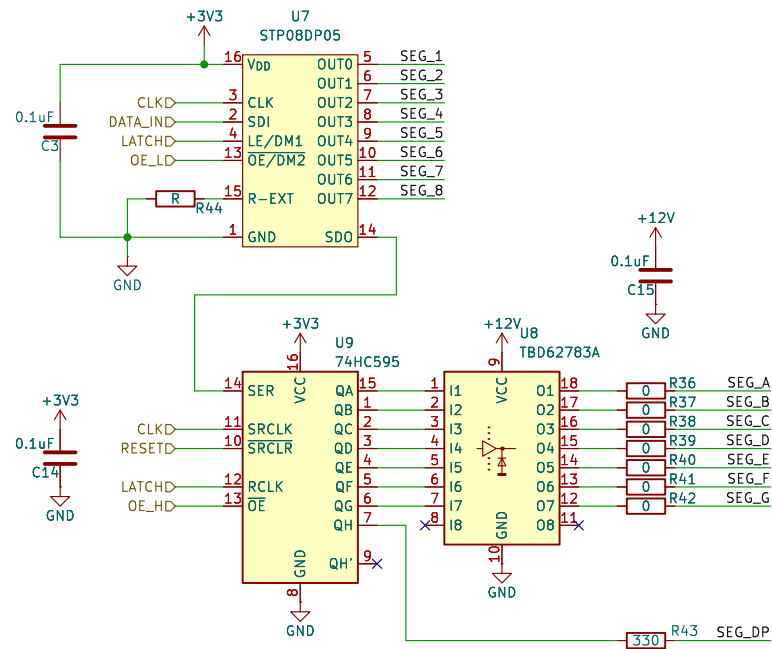 +3V3
U7
STP08DP05
16 VDD OUT0 5 SEG_1
OUT1 6 SEG_2
CLK 3 CLK OUT2 7 SEG_3
0.1uF DATA_IN 2 SDI OUT3 8 SEG_4
C3 LATCH 4 LE/DM1 OUT4 9 SEG_5
OE_L 13 OE/DM2 OUT5 10 SEG_6
OUT6 11 SEG_7
R R44 15 R-EXT OUT7 12 SEG_8
1 GND SDO 14
GND
+12V
0.1uF
C15
GND
+3V3
U9
74HC595
16 VCC
+12V
U8
TBD62783A
9 VCC
14 SER QA 15 1 I1 O1 18 0 R36 SEG_A
QB 1 2 I2 O2 17 0 R37 SEG_B
CLK 11 SRCLK QC 2 3 I3 O3 16 0 R38 SEG_C
RESET 10 SRCLR QD 3 4 I4 O4 15 0 R39 SEG_D
QE 4 5 I5 O5 14 0 R40 SEG_E
LATCH 12 RCLK QF 5 6 I6 O6 13 0 R41 SEG_F
OE_H 13 OE QG 6 7 I7 O7 12 0 R42 SEG_G
QH 7 8 I8 O8 11
QH' 9
+3V3
0.1uF
C14
GND
GND 8
GND
GND 10
GND
330 R43 SEG_DP